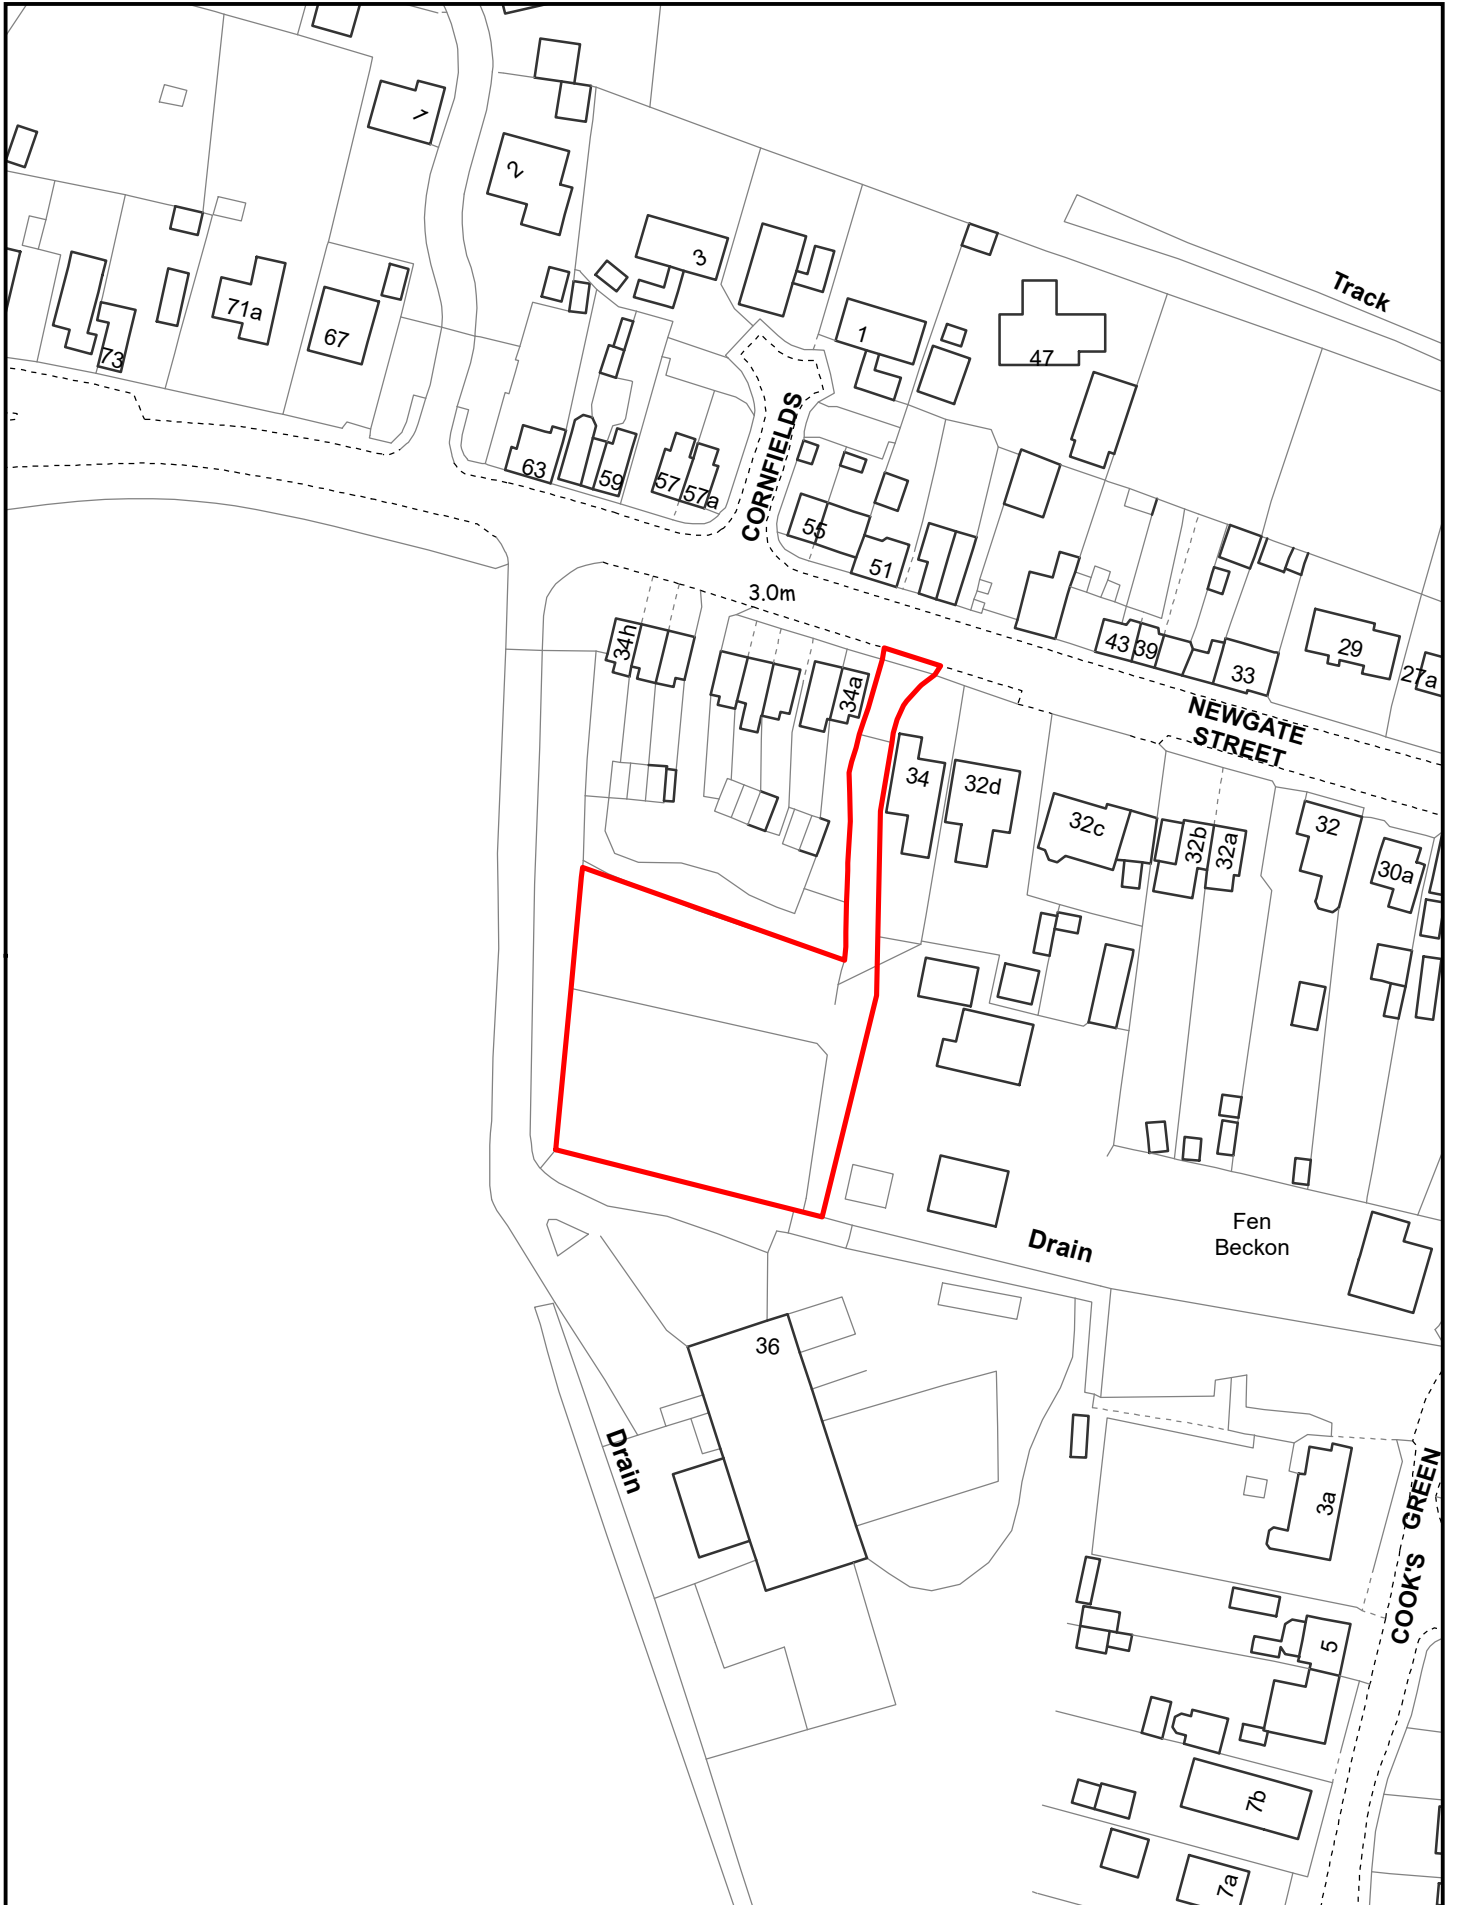 1
2
3
Track
71a
67
73
1
47
CORNFIELDS
63
59
57
57a
55
51
3.0m
34h
43
39
33
29
27a
34a
NEWGATE
STREET
34
32d
32c
32b
32a
32
30a
Fen
Beckon
Drain
36
Drain
3a
COOK'S GREEN
5
7b
7a